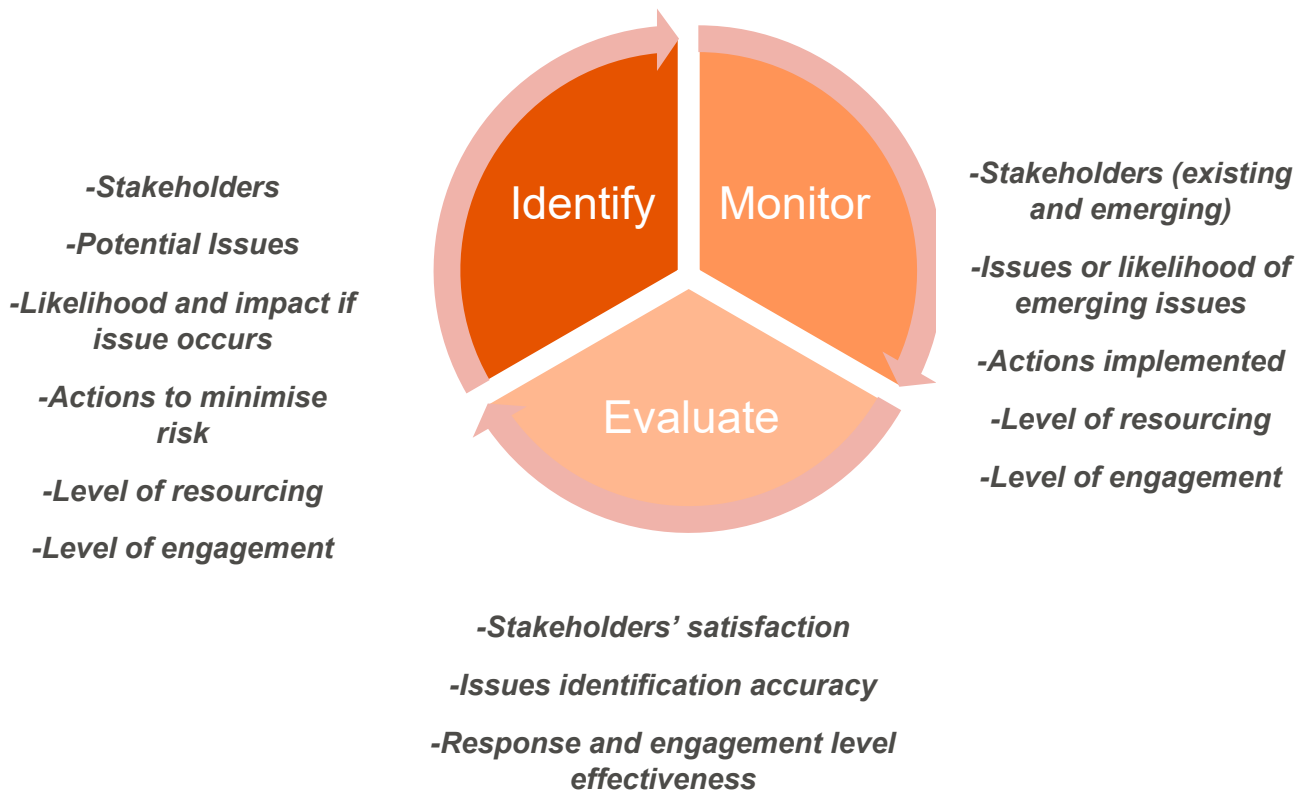 Identify
-Stakeholders
-Potential Issues
-Likelihood and impact if
issue occurs
-Actions to minimise
risk
-Level of resourcing
-Level of engagement
Monitor
-Stakeholders (existing
and emerging)
-Issues or likelihood of
emerging issues
-Actions implemented
-Level of resourcing
-Level of engagement
Evaluate
-Stakeholders’ satisfaction
-Issues identification accuracy
-Response and engagement level
effectiveness